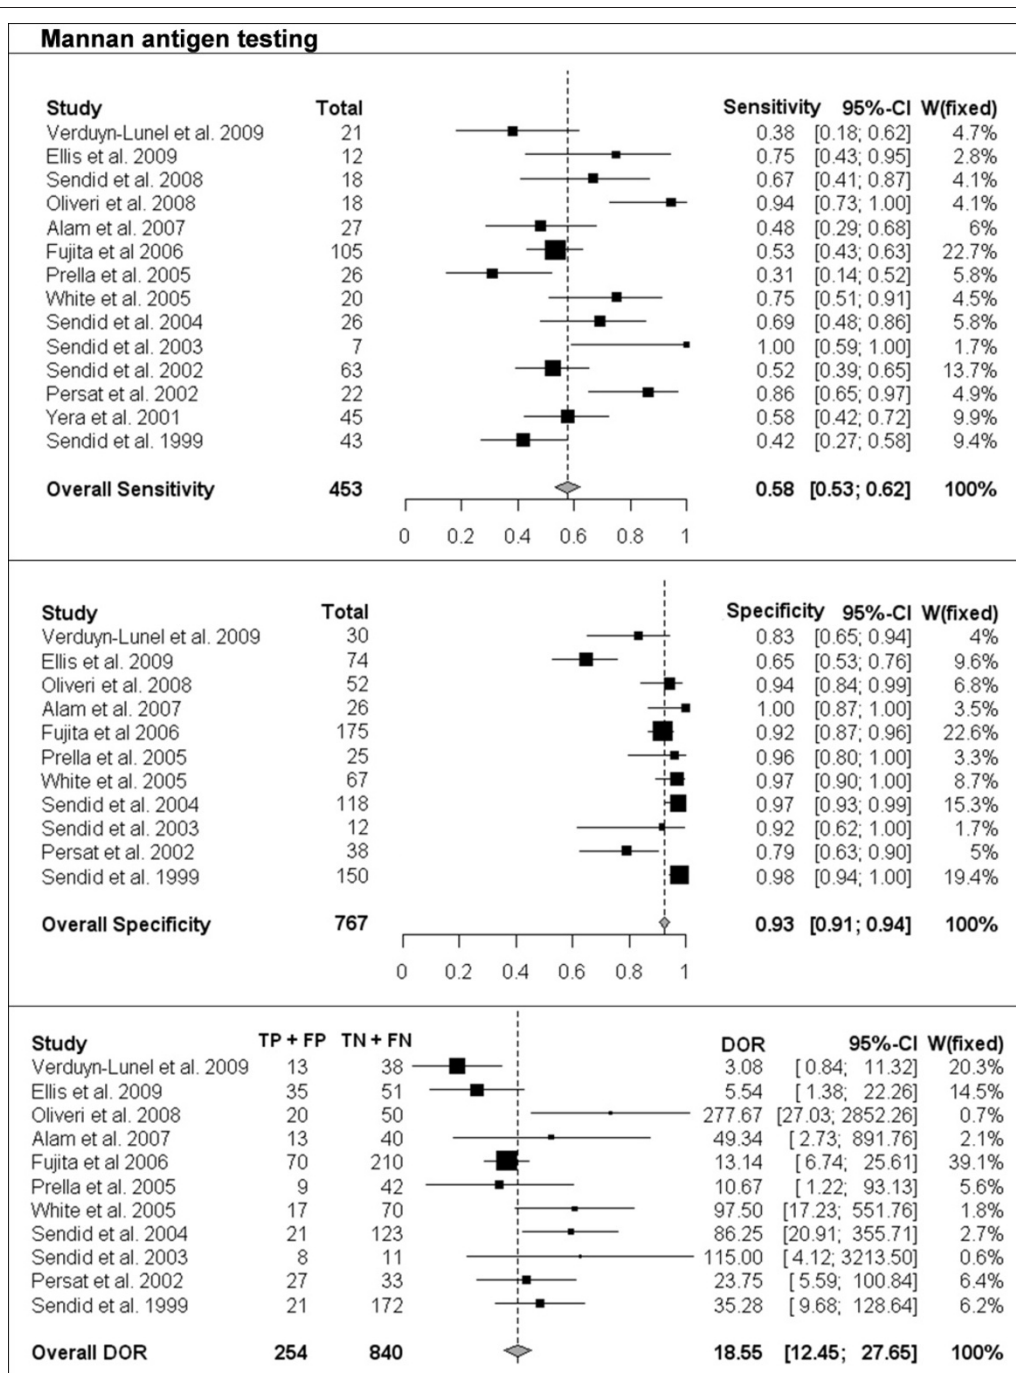 Mannan antigen testing
Study Total Sensitivity 95%-CI W(fixed)
Verduyn-Lunel et al. 2009 21 0.38 [0.18; 0.62] 4.7%
Ellis et al. 2009 12 0.75 [0.43; 0.95] 2.8%
Sendid et al. 2008 18 0.67 [0.41; 0.87] 4.1%
Oliveri et al. 2008 18 0.94 [0.73; 1.00] 4.1%
Alam et al. 2007 27 0.48 [0.29; 0.68] 6%
Fujita et al 2006 105 0.53 [0.43; 0.63] 22.7%
Prella et al. 2005 26 0.31 [0.14; 0.52] 5.8%
White et al. 2005 20 0.75 [0.51; 0.91] 4.5%
Sendid et al. 2004 26 0.69 [0.48; 0.86] 5.8%
Sendid et al. 2003 7 1.00 [0.59; 1.00] 1.7%
Sendid et al. 2002 63 0.52 [0.39; 0.65] 13.7%
Persat et al. 2002 22 0.86 [0.65; 0.97] 4.9%
Yera et al. 2001 45 0.58 [0.42; 0.72] 9.9%
Sendid et al. 1999 43 0.42 [0.27; 0.58] 9.4%
Overall Sensitivity 453 0.58 [0.53; 0.62] 100%
0 0.2 0.4 0.6 0.8 1
Study Total Specificity 95%-CI W(fixed)
Verduyn-Lunel et al. 2009 30 0.83 [0.65; 0.94] 4%
Ellis et al. 2009 74 0.65 [0.53; 0.76] 9.6%
Oliveri et al. 2008 52 0.94 [0.84; 0.99] 6.8%
Alam et al. 2007 26 1.00 [0.87; 1.00] 3.5%
Fujita et al 2006 175 0.92 [0.87; 0.96] 22.6%
Prella et al. 2005 25 0.96 [0.80; 1.00] 3.3%
White et al. 2005 67 0.97 [0.90; 1.00] 8.7%
Sendid et al. 2004 118 0.97 [0.93; 0.99] 15.3%
Sendid et al. 2003 12 0.92 [0.62; 1.00] 1.7%
Persat et al. 2002 38 0.79 [0.63; 0.90] 5%
Sendid et al. 1999 150 0.98 [0.94; 1.00] 19.4%
Overall Specificity 767 0.93 [0.91; 0.94] 100%
0 0.2 0.4 0.6 0.8 1
Study TP + FP TN + FN DOR 95%-CI W(fixed)
Verduyn-Lunel et al. 2009 13 38 3.08 [ 0.84; 11.32] 20.3%
Ellis et al. 2009 35 51 5.54 [ 1.38; 22.26] 14.5%
Oliveri et al. 2008 20 50 277.67 [27.03; 2852.26] 0.7%
Alam et al. 2007 13 40 49.34 [ 2.73; 891.76] 2.1%
Fujita et al 2006 70 210 13.14 [ 6.74; 25.61] 39.1%
Prella et al. 2005 9 42 10.67 [ 1.22; 93.13] 5.6%
White et al. 2005 17 70 97.50 [17.23; 551.76] 1.8%
Sendid et al. 2004 21 123 86.25 [20.91; 355.71] 2.7%
Sendid et al. 2003 8 11 115.00 [ 4.12; 3213.50] 0.6%
Persat et al. 2002 27 33 23.75 [ 5.59; 100.84] 6.4%
Sendid et al. 1999 21 172 35.28 [ 9.68; 128.64] 6.2%
Overall DOR 254 840 18.55 [12.45; 27.65] 100%